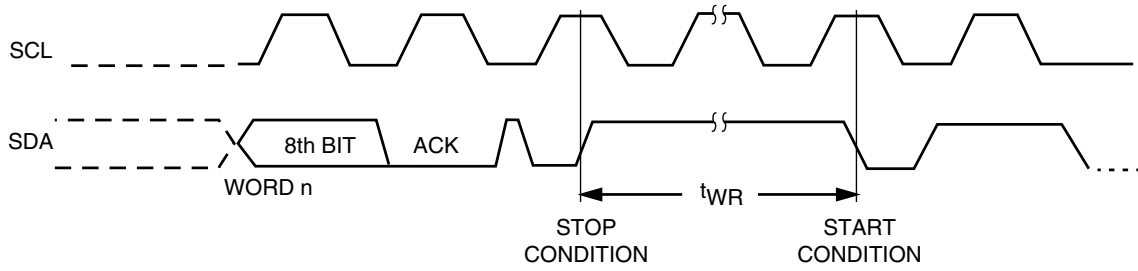 SCL
SDA
8th BIT
ACK
WORD n
tWR
STOP
CONDITION
START
CONDITION